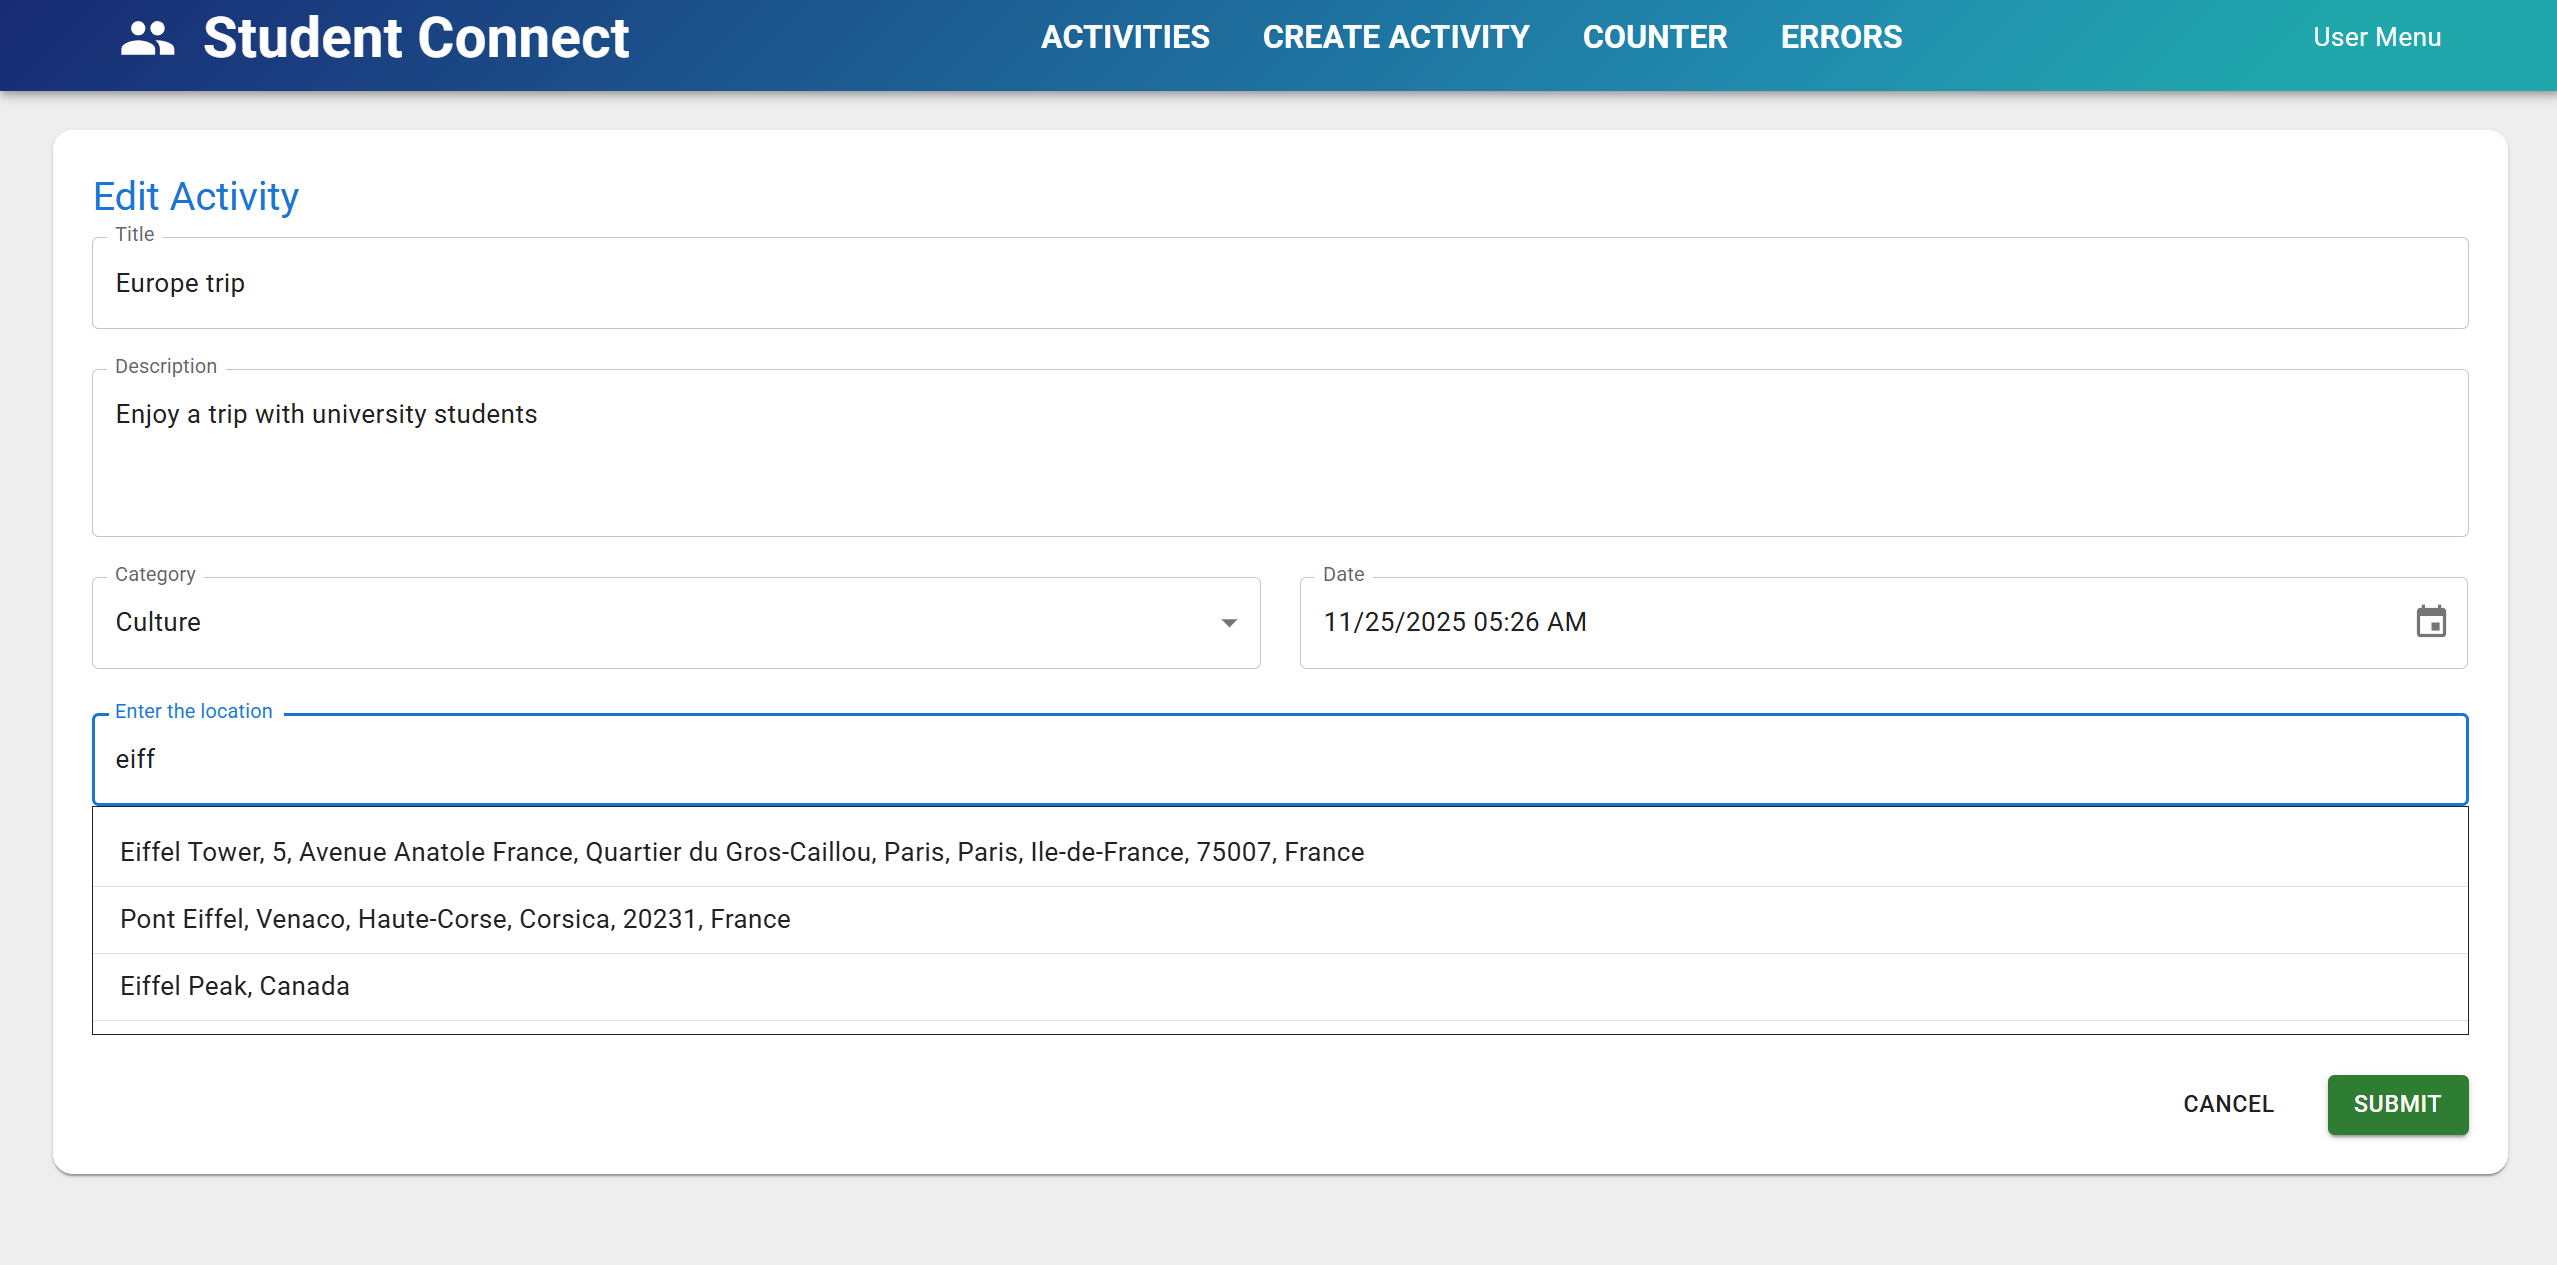 Student Connect
ACTIVITIES CREATE ACTIVITY COUNTER ERRORS
User Menu
Edit Activity
Title
Europe trip
Description
Enjoy a trip with university students
Category
Culture
Date
11/25/2025 05:26 AM
Enter the location
eiff
Eiffel Tower, 5, Avenue Anatole France, Quartier du Gros-Caillou, Paris, Paris, Ile-de-France, 75007, France
Pont Eiffel, Venaco, Haute-Corse, Corsica, 20231, France
Eiffel Peak, Canada
CANCEL
SUBMIT